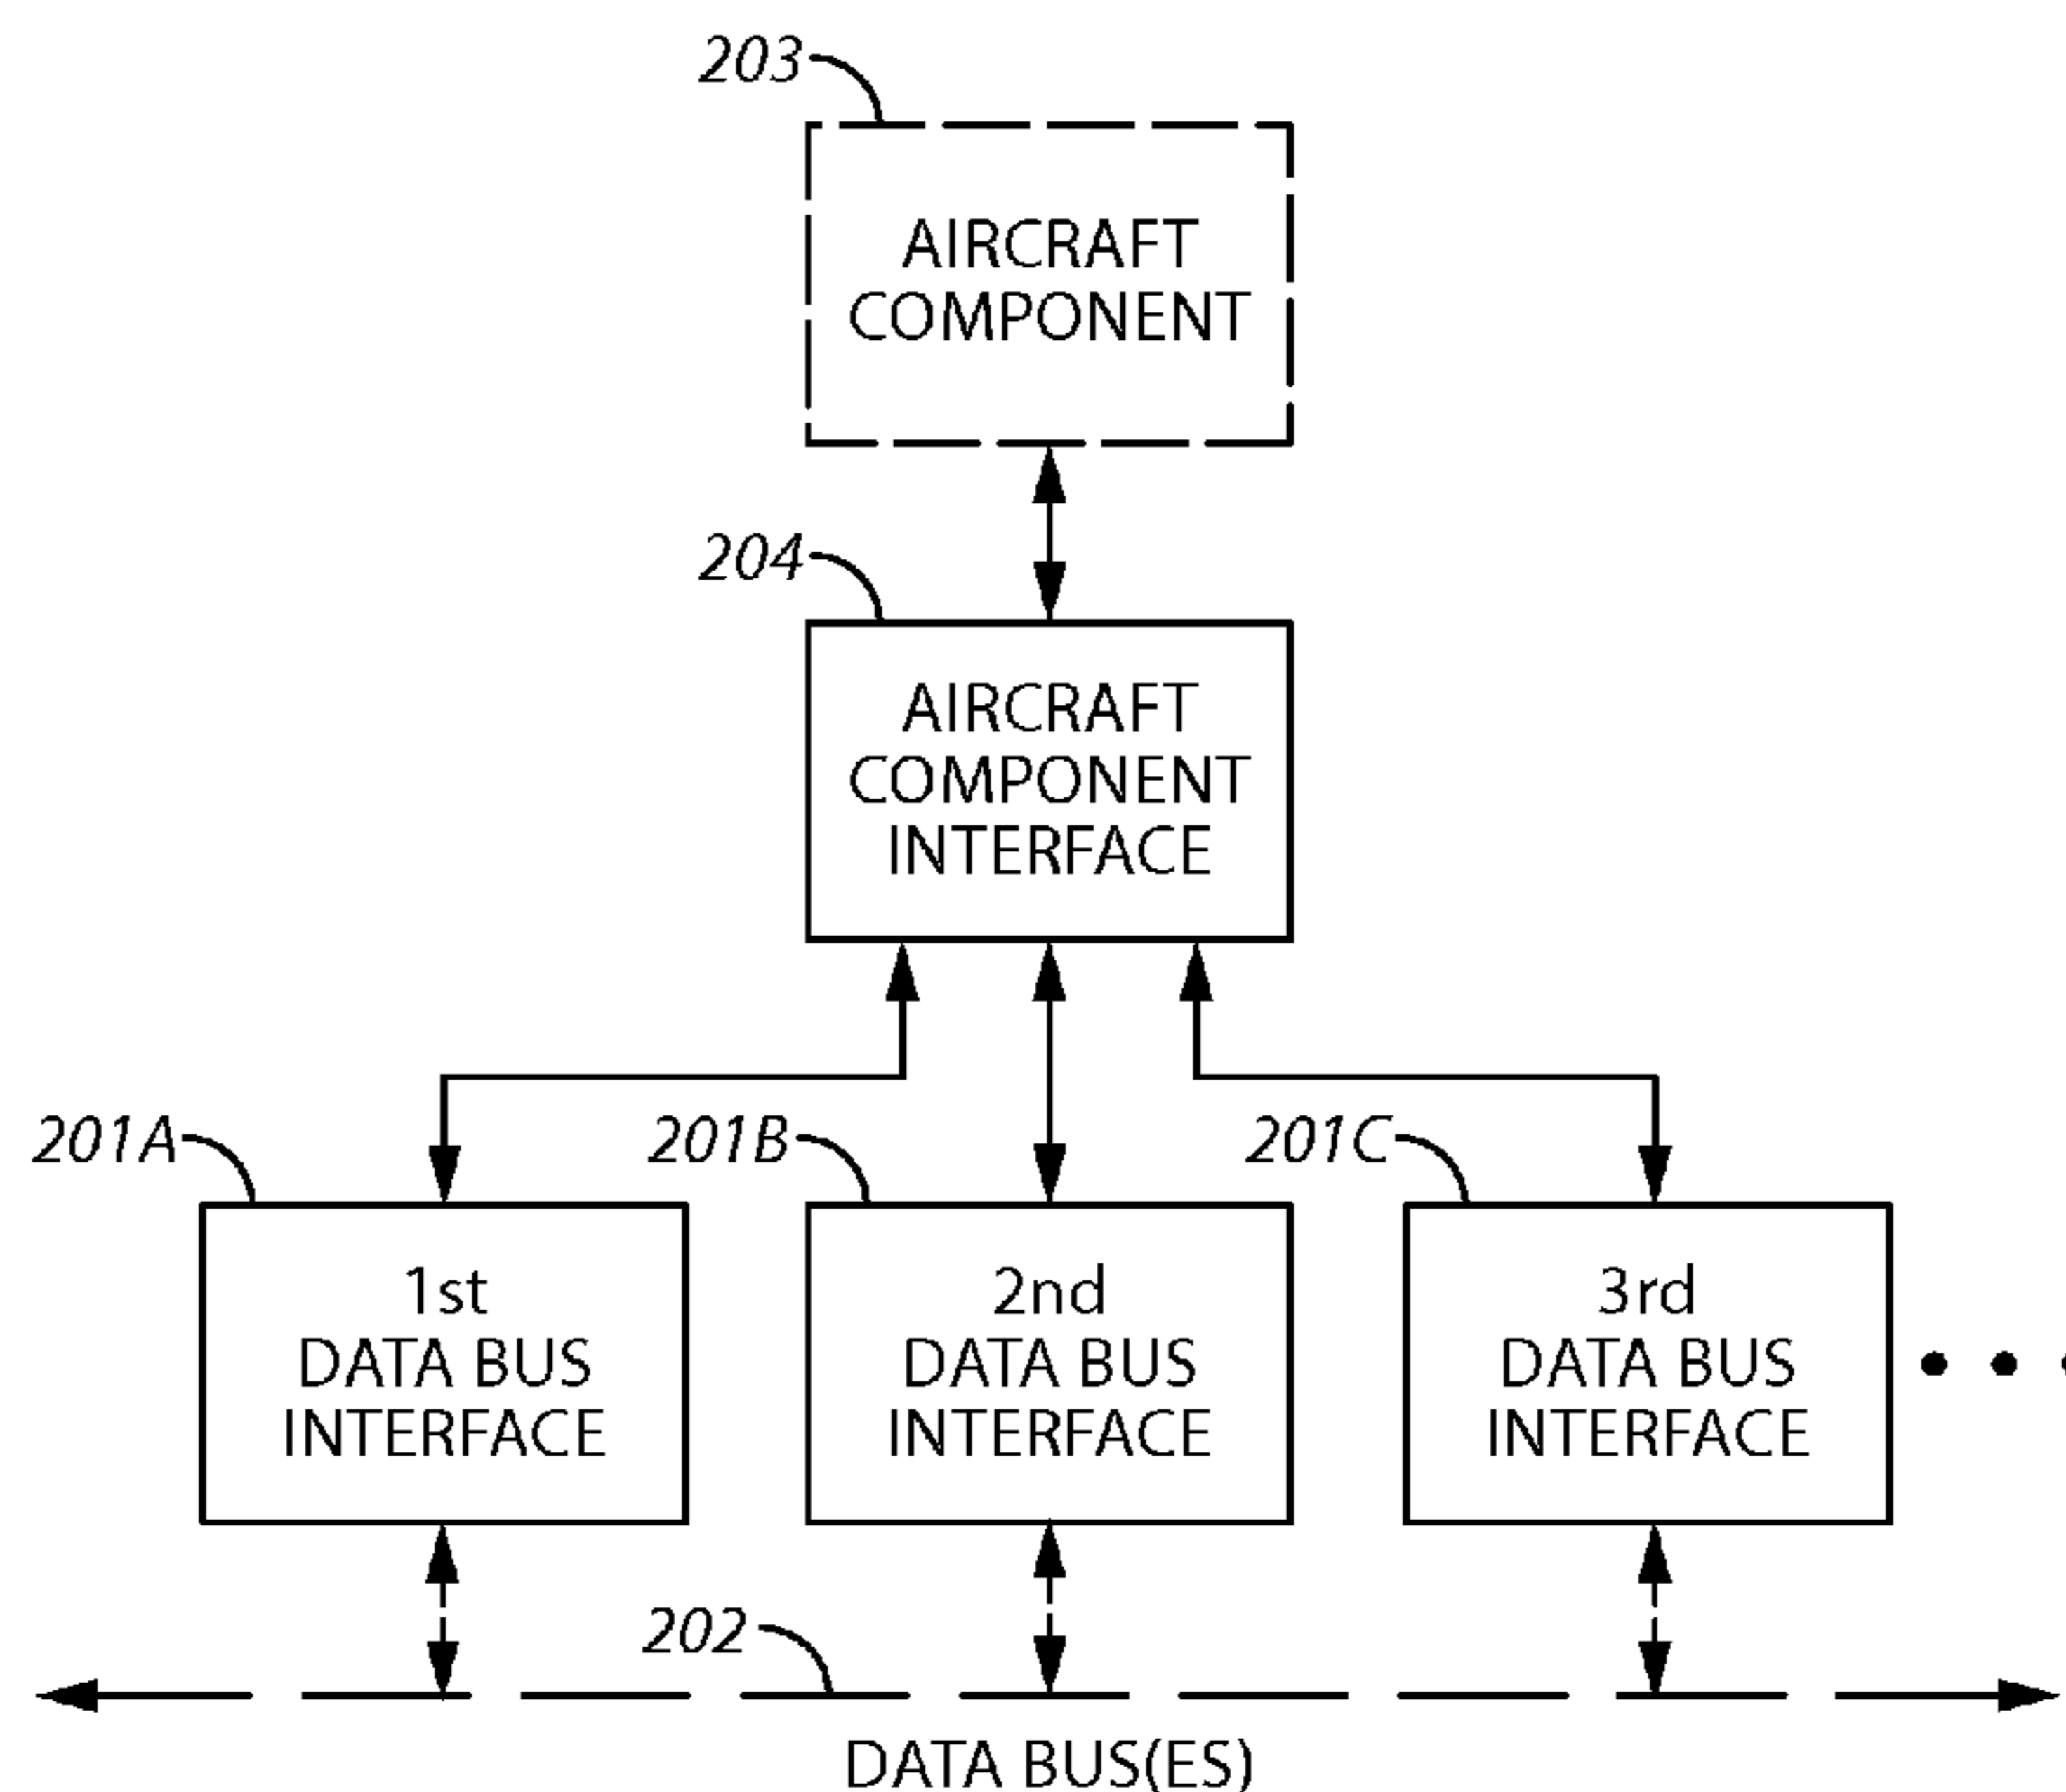 203
AIRCRAFT
COMPONENT
204
AIRCRAFT
COMPONENT
INTERFACE
201A
201B
201C
1st
DATA BUS
INTERFACE
2nd
DATA BUS
INTERFACE
3rd
DATA BUS
INTERFACE
202
DATA BUS(ES)